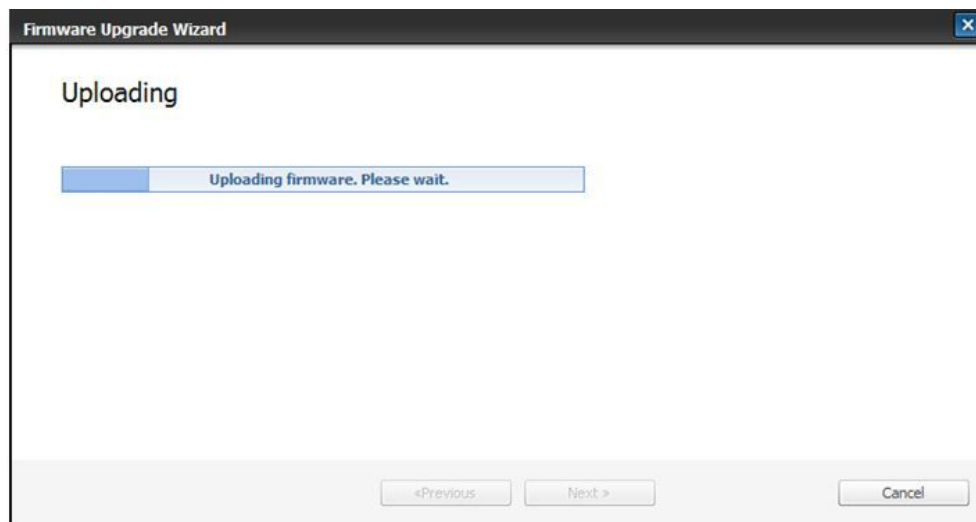 Firmware Upgrade Wizard
Uploading
Uploading firmware. Please wait.
«Previous
Next »
Cancel